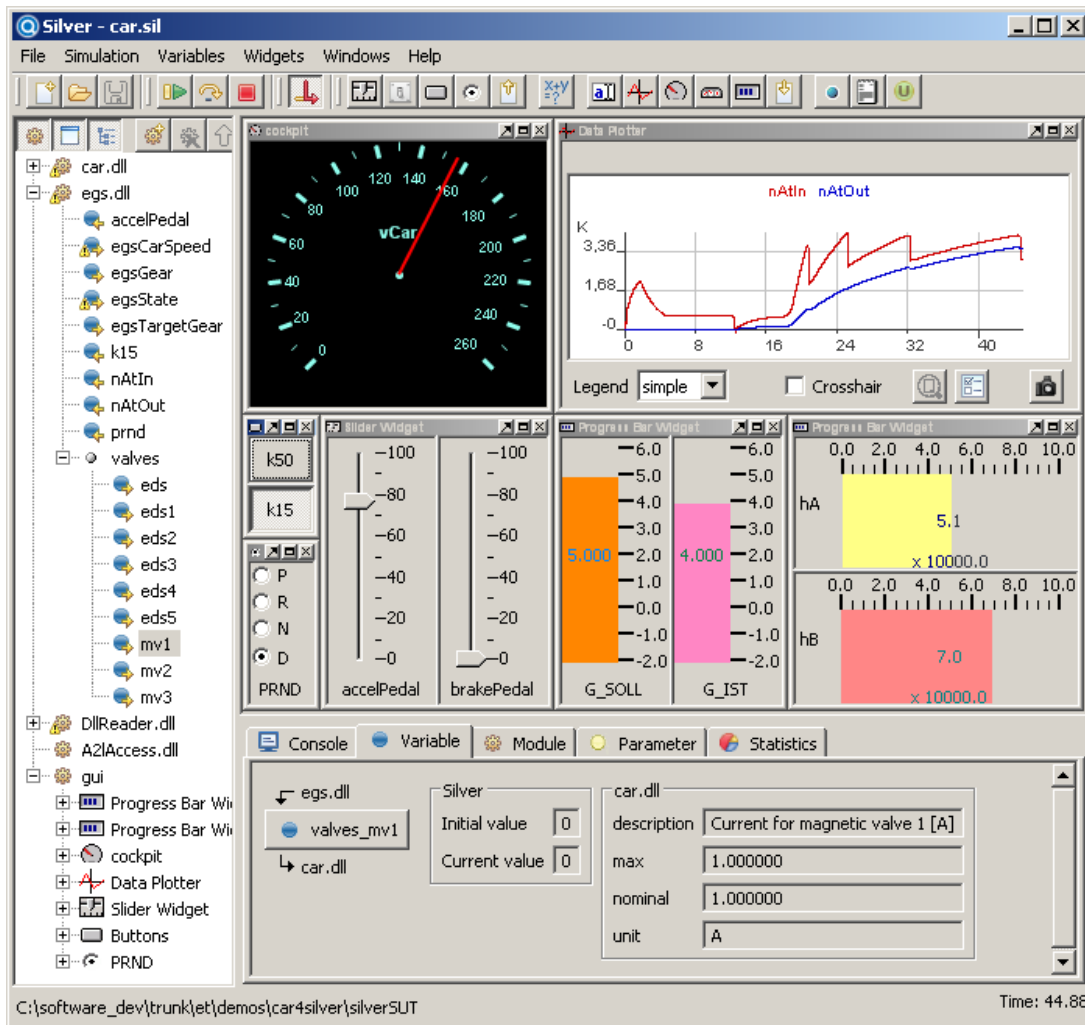 Silver - car.sil
File Simulation Variables Widgets Windows Help
X+Y
=?
a
U
car.dll
egs.dll
accelPedal
egsCarSpeed
egsGear
egsState
egsTargetGear
k15
nAtIn
nAtOut
prnd
valves
eds
eds1
eds2
eds3
eds4
eds5
mv1
mv2
mv3
DllReader.dll
A2lAccess.dll
gui
Progress Bar Wi
Progress Bar Wi
cockpit
Data Plotter
Slider Widget
Buttons
PRND
cockpit
0 20 40 60 80 100 120 140 160 180 200 220 240 260
vCar
Data Plotter
nAtIn nAtOut
K
3,36
1,68
-0
0 8 16 24 32 40
Legend simple Crosshair
k50
k15
P
R
N
D
PRND
Slider Widget
-100 -100
-80 -80
-60 -60
-40 -40
-20 -20
-0 -0
accelPedal brakePedal
Progress Bar Widget
6.0 6.0
5.0 5.0
4.0 4.0
3.0 3.0
5.000 2.0 4.000 2.0
1.0 1.0
0.0 0.0
-1.0 -1.0
-2.0 -2.0
G_SOLL G_IST
Progress Bar Widget
0.0 2.0 4.0 6.0 8.0 10.0
hA
5.1
x 10000.0
0.0 2.0 4.0 6.0 8.0 10.0
hB
7.0
x 10000.0
Console Variable Module Parameter Statistics
egs.dll
valves_mv1
car.dll
Silver
Initial value 0
Current value 0
car.dll
description Current for magnetic valve 1 [A]
max 1.000000
nominal 1.000000
unit A
C:\software_dev\trunk\et\demos\car4silver\silverSUT
Time: 44.88